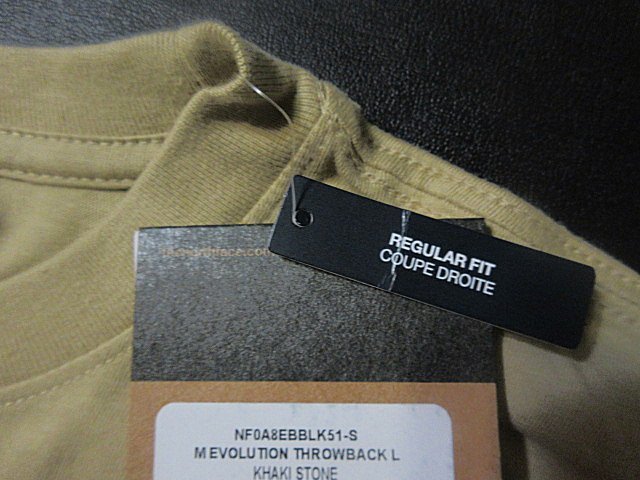 REGULAR FIT
COUPE DROITE
NF0A8EBBLK51-S
M EVOLUTION THROWBACK L
KHAKI STONE